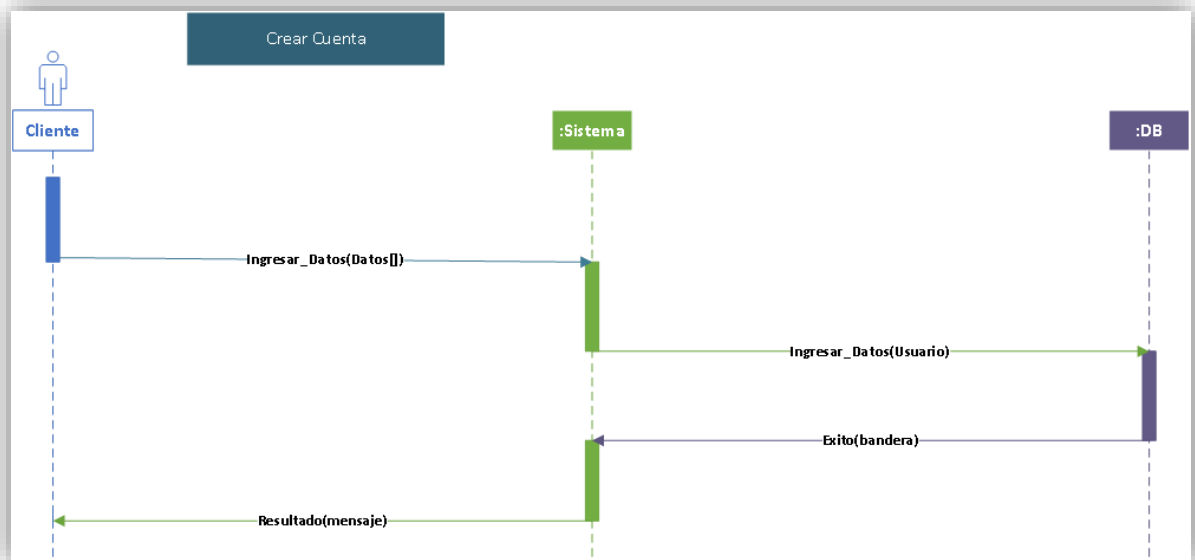 Crear Cuenta
Cliente
:Sistema
:DB
Ingresar_Datos(Datos[])
Ingresar_Datos(Usuario)
Exito(bandera)
Resultado(mensaje)